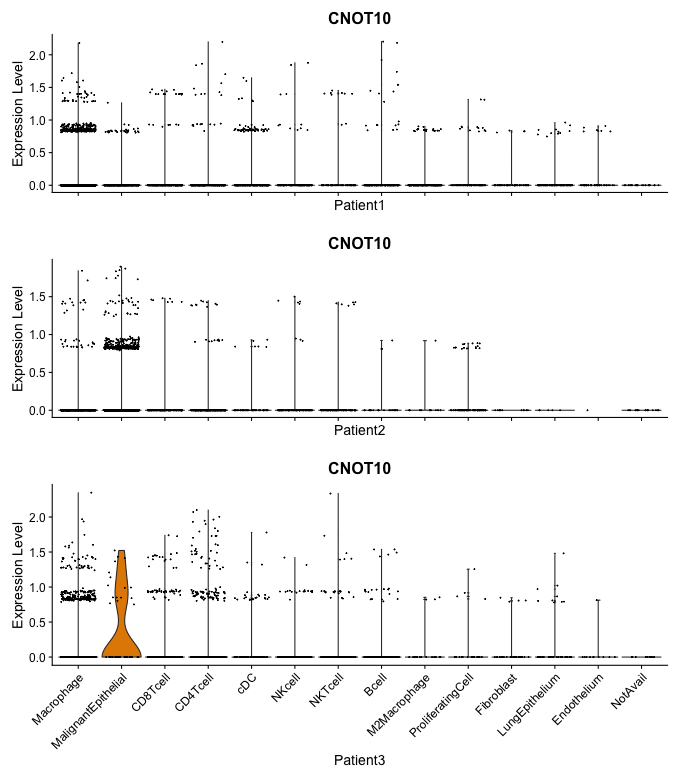 CNOT10
Expression Level
2.0
1.5
1.0
0.5
0.0
Patient1
CNOT10
Expression Level
1.5
1.0
0.5
0.0
Patient2
CNOT10
Expression Level
2.0
1.5
1.0
0.5
0.0
Macrophage
MalignantEpithelial
CD8Tcell
CD4Tcell
cDC
NKcell
NKTcell
Bcell
M2Macrophage
ProliferatingCell
Fibroblast
LungEpithelium
Endothelium
NotAvail
Patient3